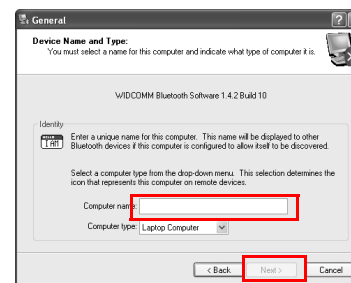 General
Device Name and Type:
You must select a name for this computer and indicate what type of computer it is.
WIDCOMM Bluetooth Software 1.4.2 Build 10
Identity
I AM
Enter a unique name for this computer. This name will be displayed to other
Bluetooth devices if this computer is configured to allow itself to be discovered.
Select a computer type from the drop-down menu. This selection determines the
icon that represents this computer on remote devices.
Computer name:
Computer type: Laptop Computer
< Back Next > Cancel